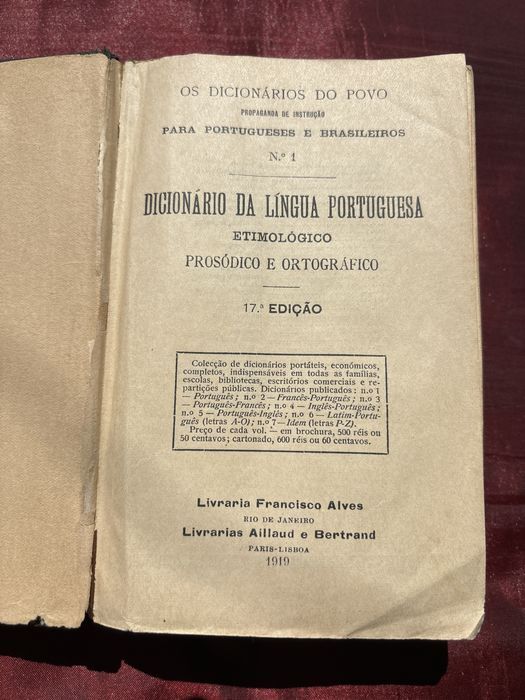 OS DICIONÁRIOS DO POVO
PROPAGANDA DE INSTRUÇÃO
PARA PORTUGUESES E BRASILEIROS
N.º 1
DICIONÁRIO DA LÍNGUA PORTUGUESA
ETIMOLÓGICO
PROSÓDICO E ORTOGRÁFICO
17.ª EDIÇÃO
Colecção de dicionários portáteis, económicos,
completos, indispensáveis em todas as famílias,
escolas, bibliotecas, escritórios comerciais e re-
partições públicas. Dicionários publicados: n.o 1
— Português; n.o 2 — Francês-Português; n.o 3
— Português-Francês; n.o 4 — Inglês-Português;
n.o 5 — Português-Inglês; n.o 6 — Latim-Portu-
guês (letras A-O); n.o 7 — Idem (letras P-Z).
Preço de cada vol. — em brochura, 500 réis ou
50 centavos; cartonado, 600 réis ou 60 centavos.
Livraria Francisco Alves
RIO DE JANEIRO
Livrarias Aillaud e Bertrand
PARIS-LISBOA
1919